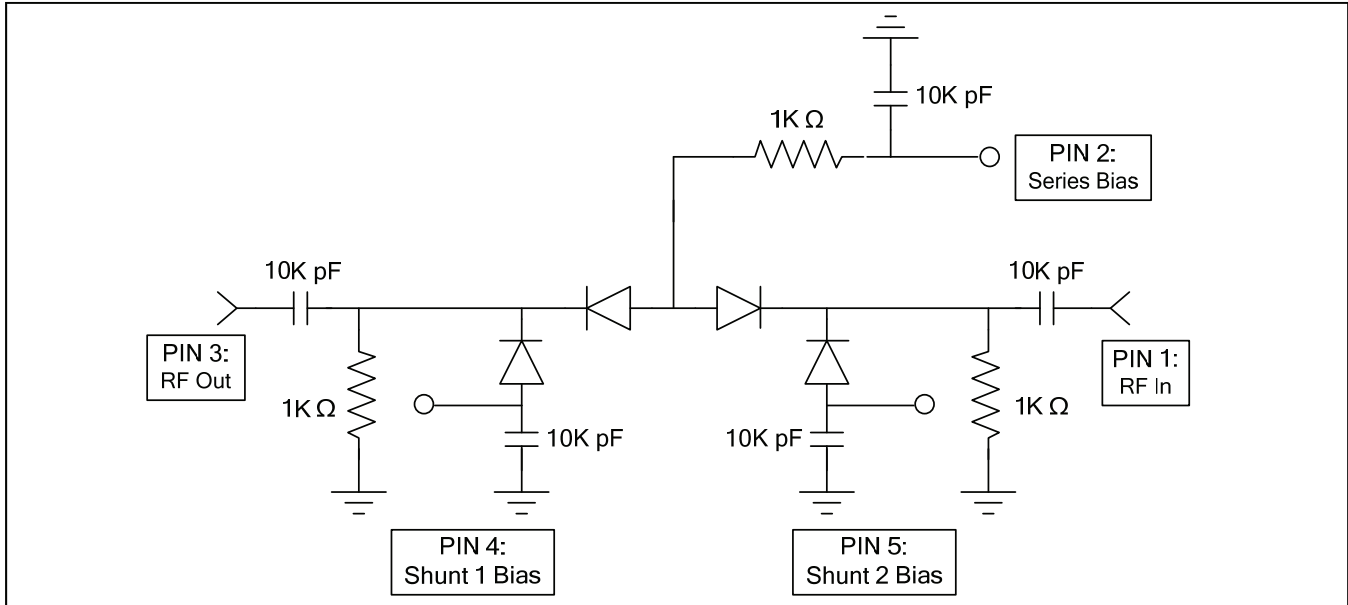 10K pF
1K Ω
PIN 2:
Series Bias
10K pF
10K pF
PIN 3:
RF Out
PIN 1:
RF In
1K Ω
1K Ω
10K pF
10K pF
PIN 4:
Shunt 1 Bias
PIN 5:
Shunt 2 Bias